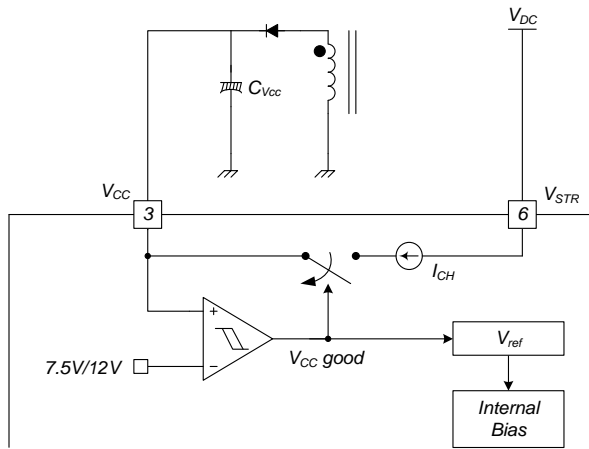 V_DC
C_Vcc
V_CC
V_STR
3
6
I_CH
7.5V/12V
+
−
V_CC good
V_ref
Internal
Bias